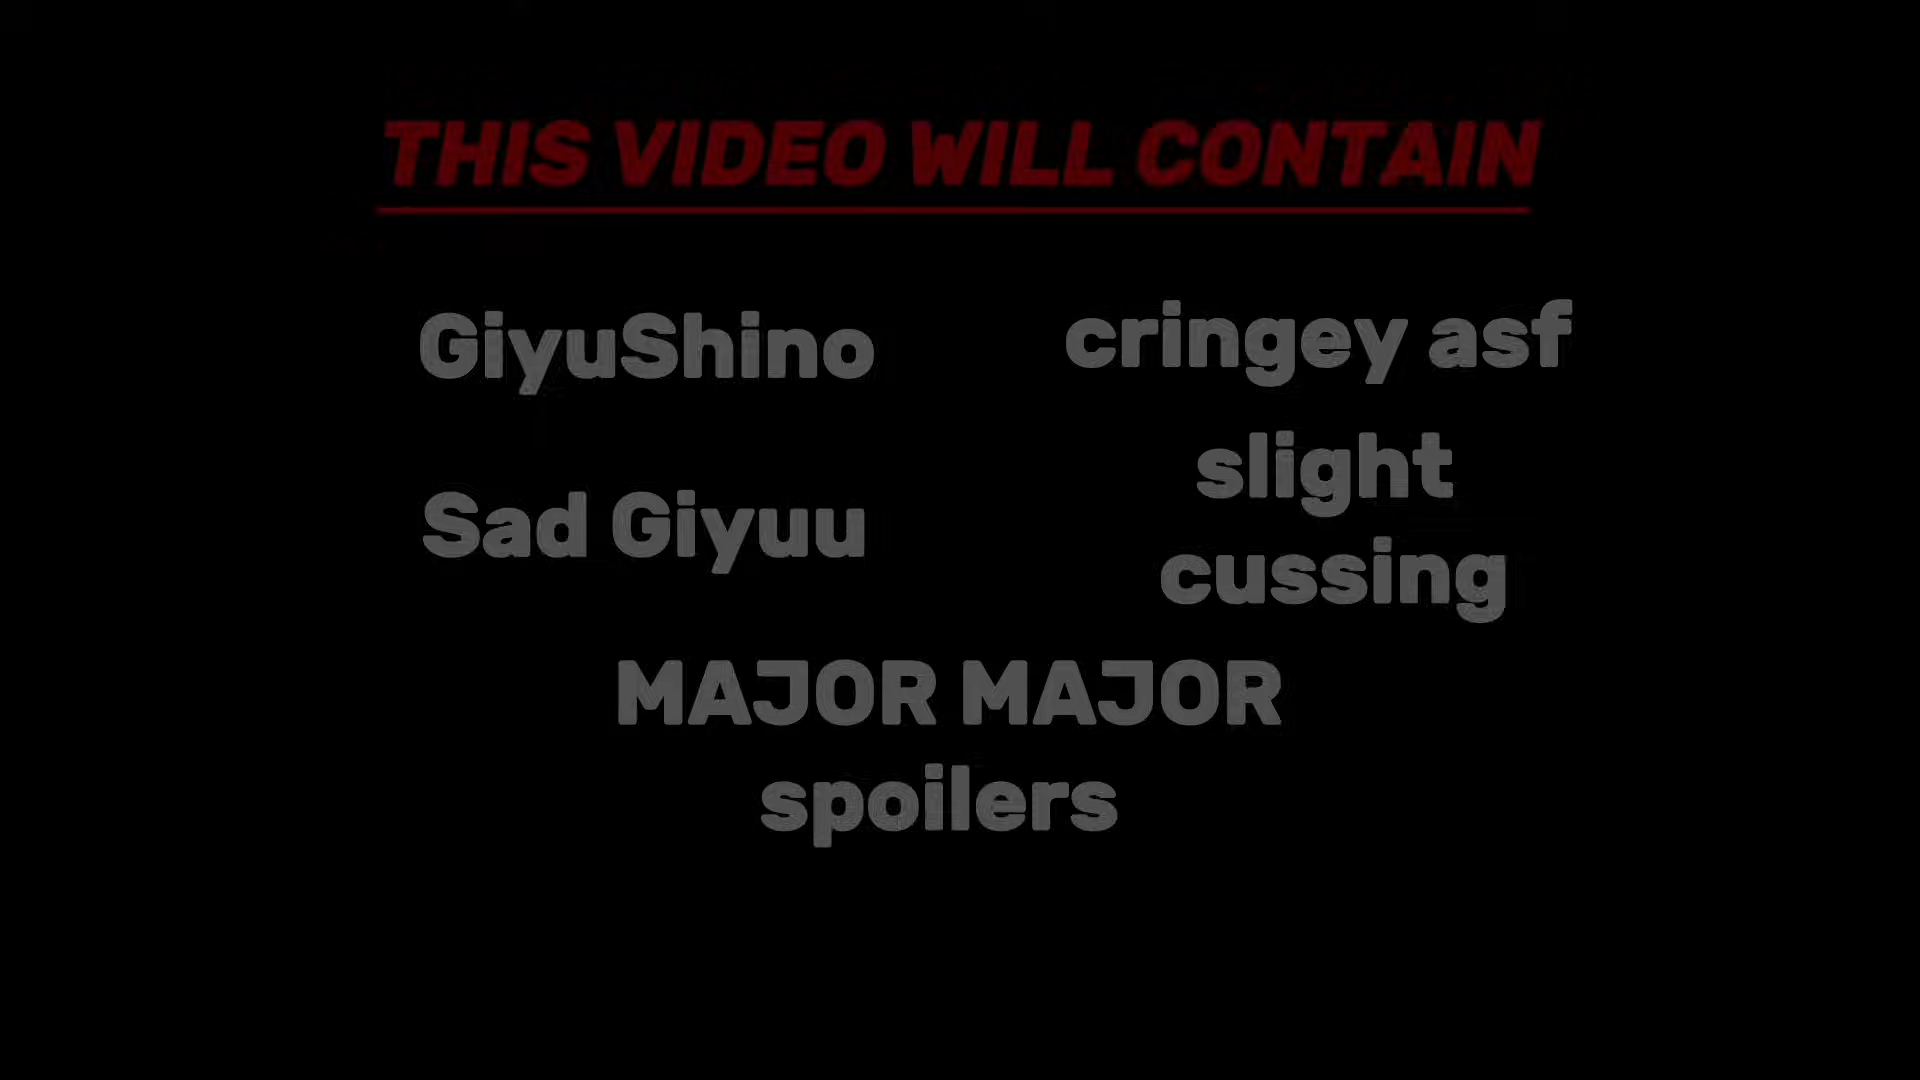 THIS VIDEO WILL CONTAIN
GiyuShino
cringey asf
Sad Giyuu
slight
cussing
MAJOR MAJOR
spoilers